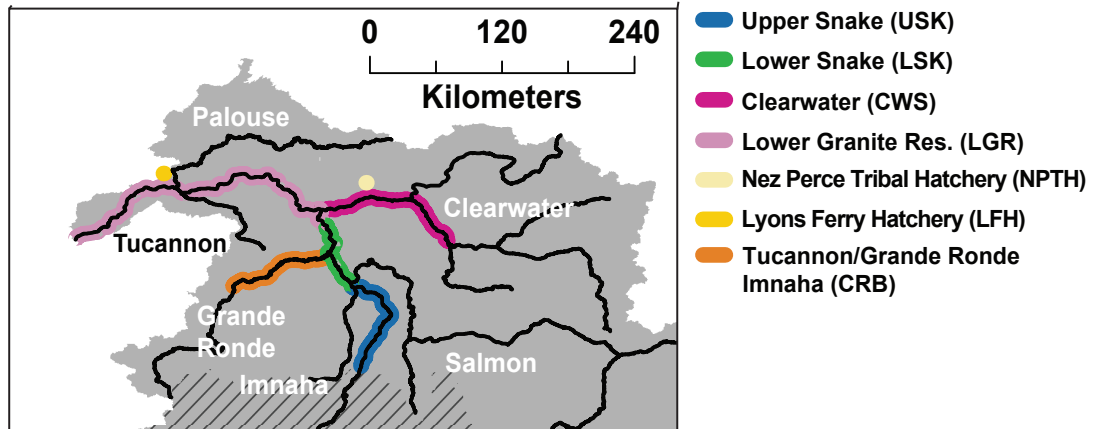 0 120 240
Kilometers
Palouse
Clearwater
Tucannon
Grande
Ronde
Imnaha
Salmon
Upper Snake (USK)
Lower Snake (LSK)
Clearwater (CWS)
Lower Granite Res. (LGR)
Nez Perce Tribal Hatchery (NPTH)
Lyons Ferry Hatchery (LFH)
Tucannon/Grande Ronde
Imnaha (CRB)